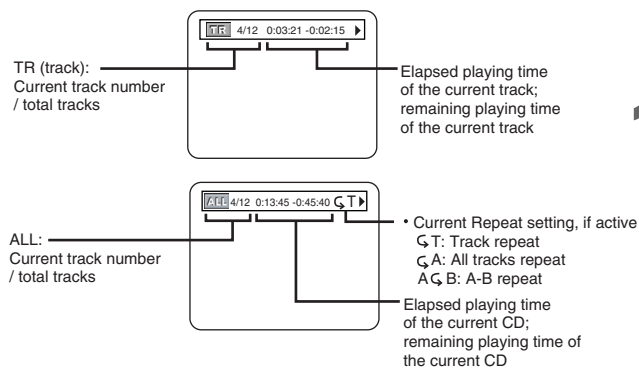 TR 4/12 0:03:21 -0:02:15
TR (track):
Current track number
/ total tracks
Elapsed playing time
of the current track;
remaining playing time
of the current track
ALL 4/12 0:13:45 -0:45:40 T
ALL:
Current track number
/ total tracks
• Current Repeat setting, if active
T: Track repeat
A: All tracks repeat
A B: A-B repeat
Elapsed playing time
of the current CD;
remaining playing time of
the current CD